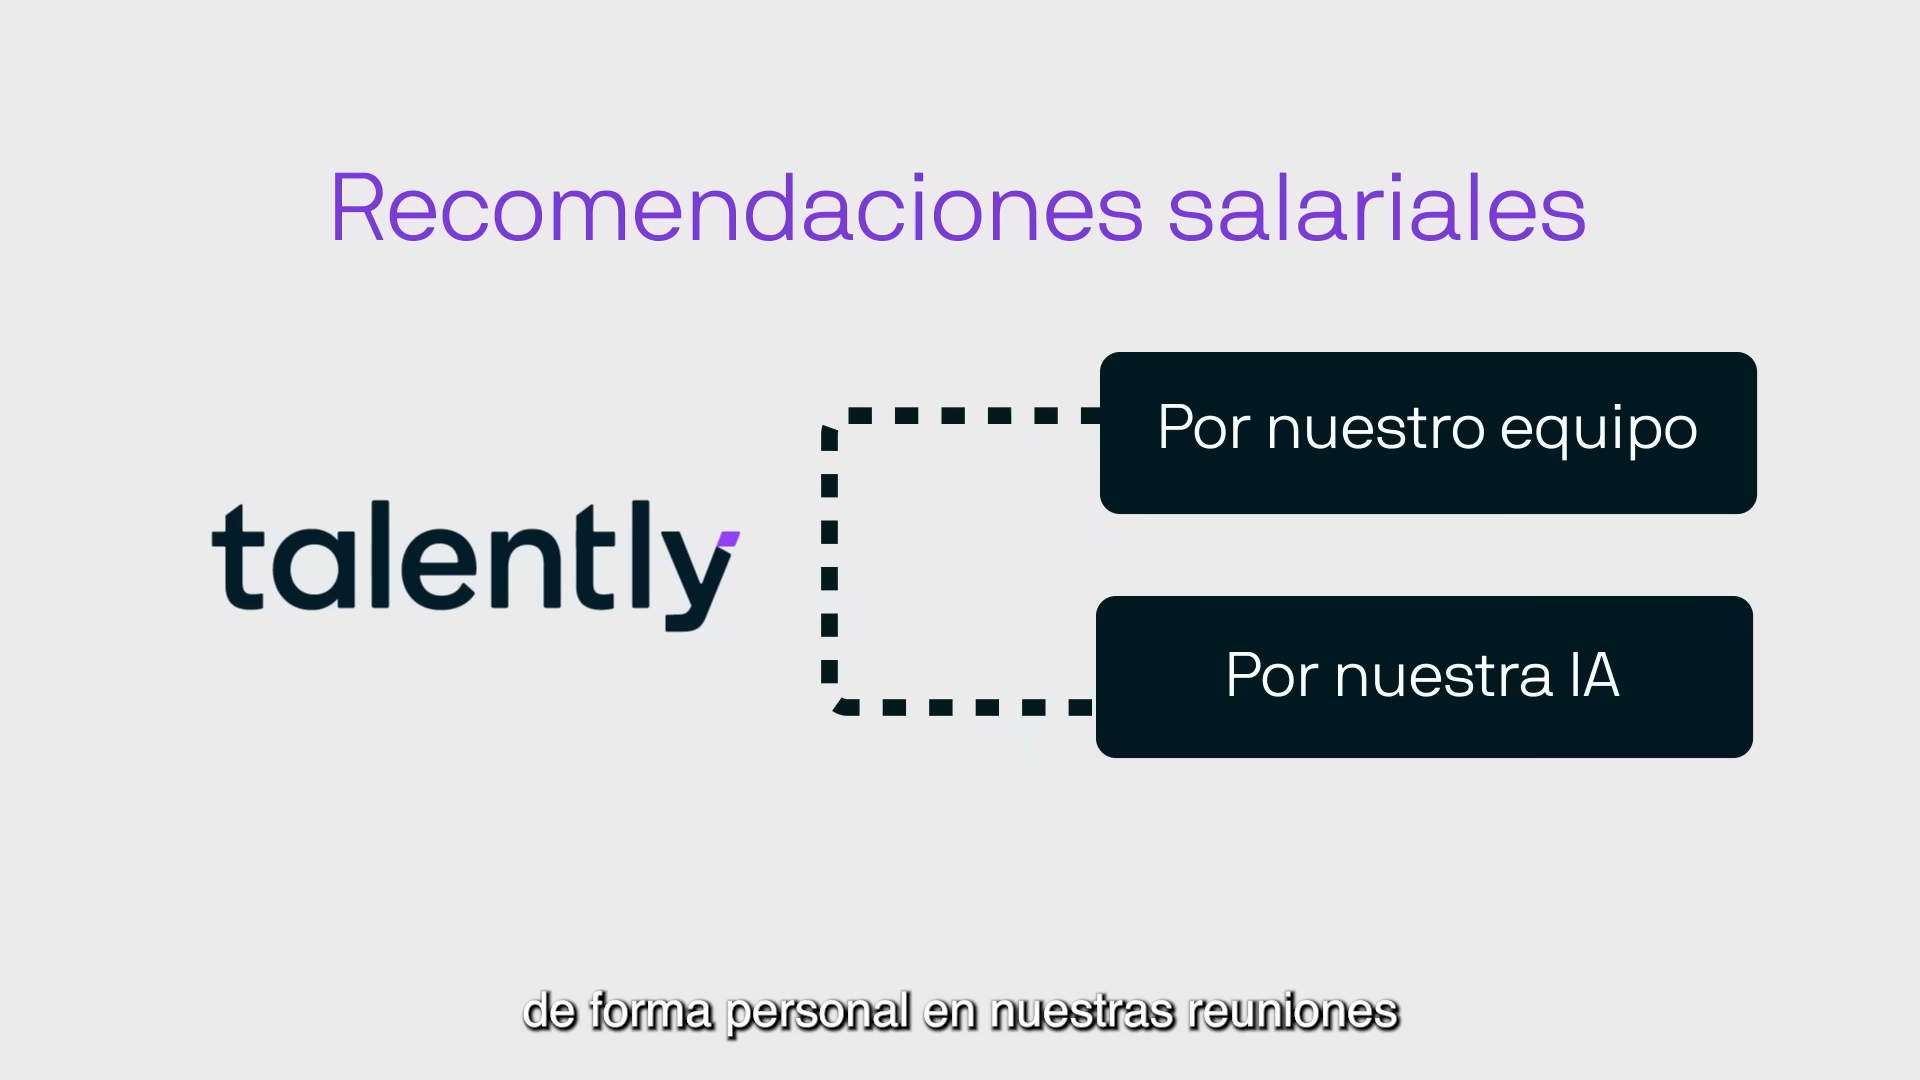 Recomendaciones salariales
talently
Por nuestro equipo
Por nuestra IA
de forma personal en nuestras reuniones